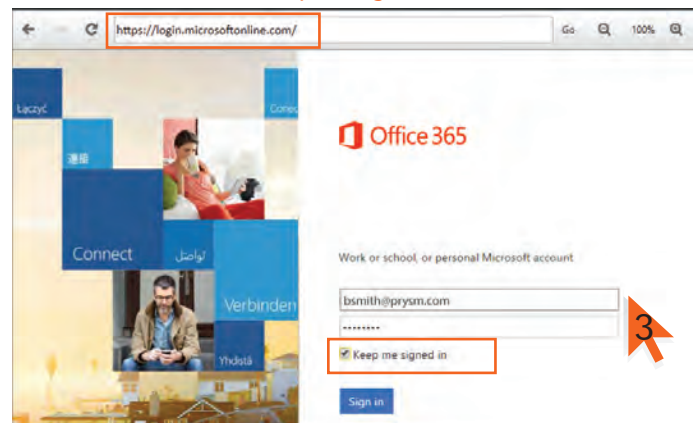 https://login.microsoftonline.com/
Go
100%
Łączyć
Conec
連接
Office 365
Connect
تواصل
Work or school, or personal Microsoft account
bsmith@prysm.com
Verbinden
--------
3
Yhdistä
Keep me signed in
Sign in